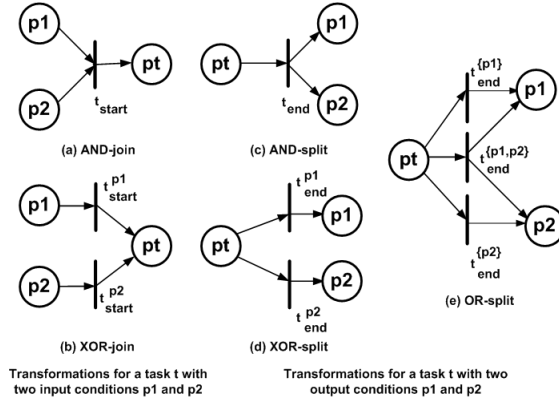 p1
p2
pt
t
start
(a) AND-join
pt
p1
p2
t
end
(c) AND-split
p1
p2
t p1
start
t p2
start
pt
(b) XOR-join
pt
t p1
end
p1
p2
t p2
end
(d) XOR-split
pt
t {p1}
end
p1
t {p1,p2}
end
p2
t {p2}
end
(e) OR-split
Transformations for a task t with
two input conditions p1 and p2
Transformations for a task t with two
output conditions p1 and p2